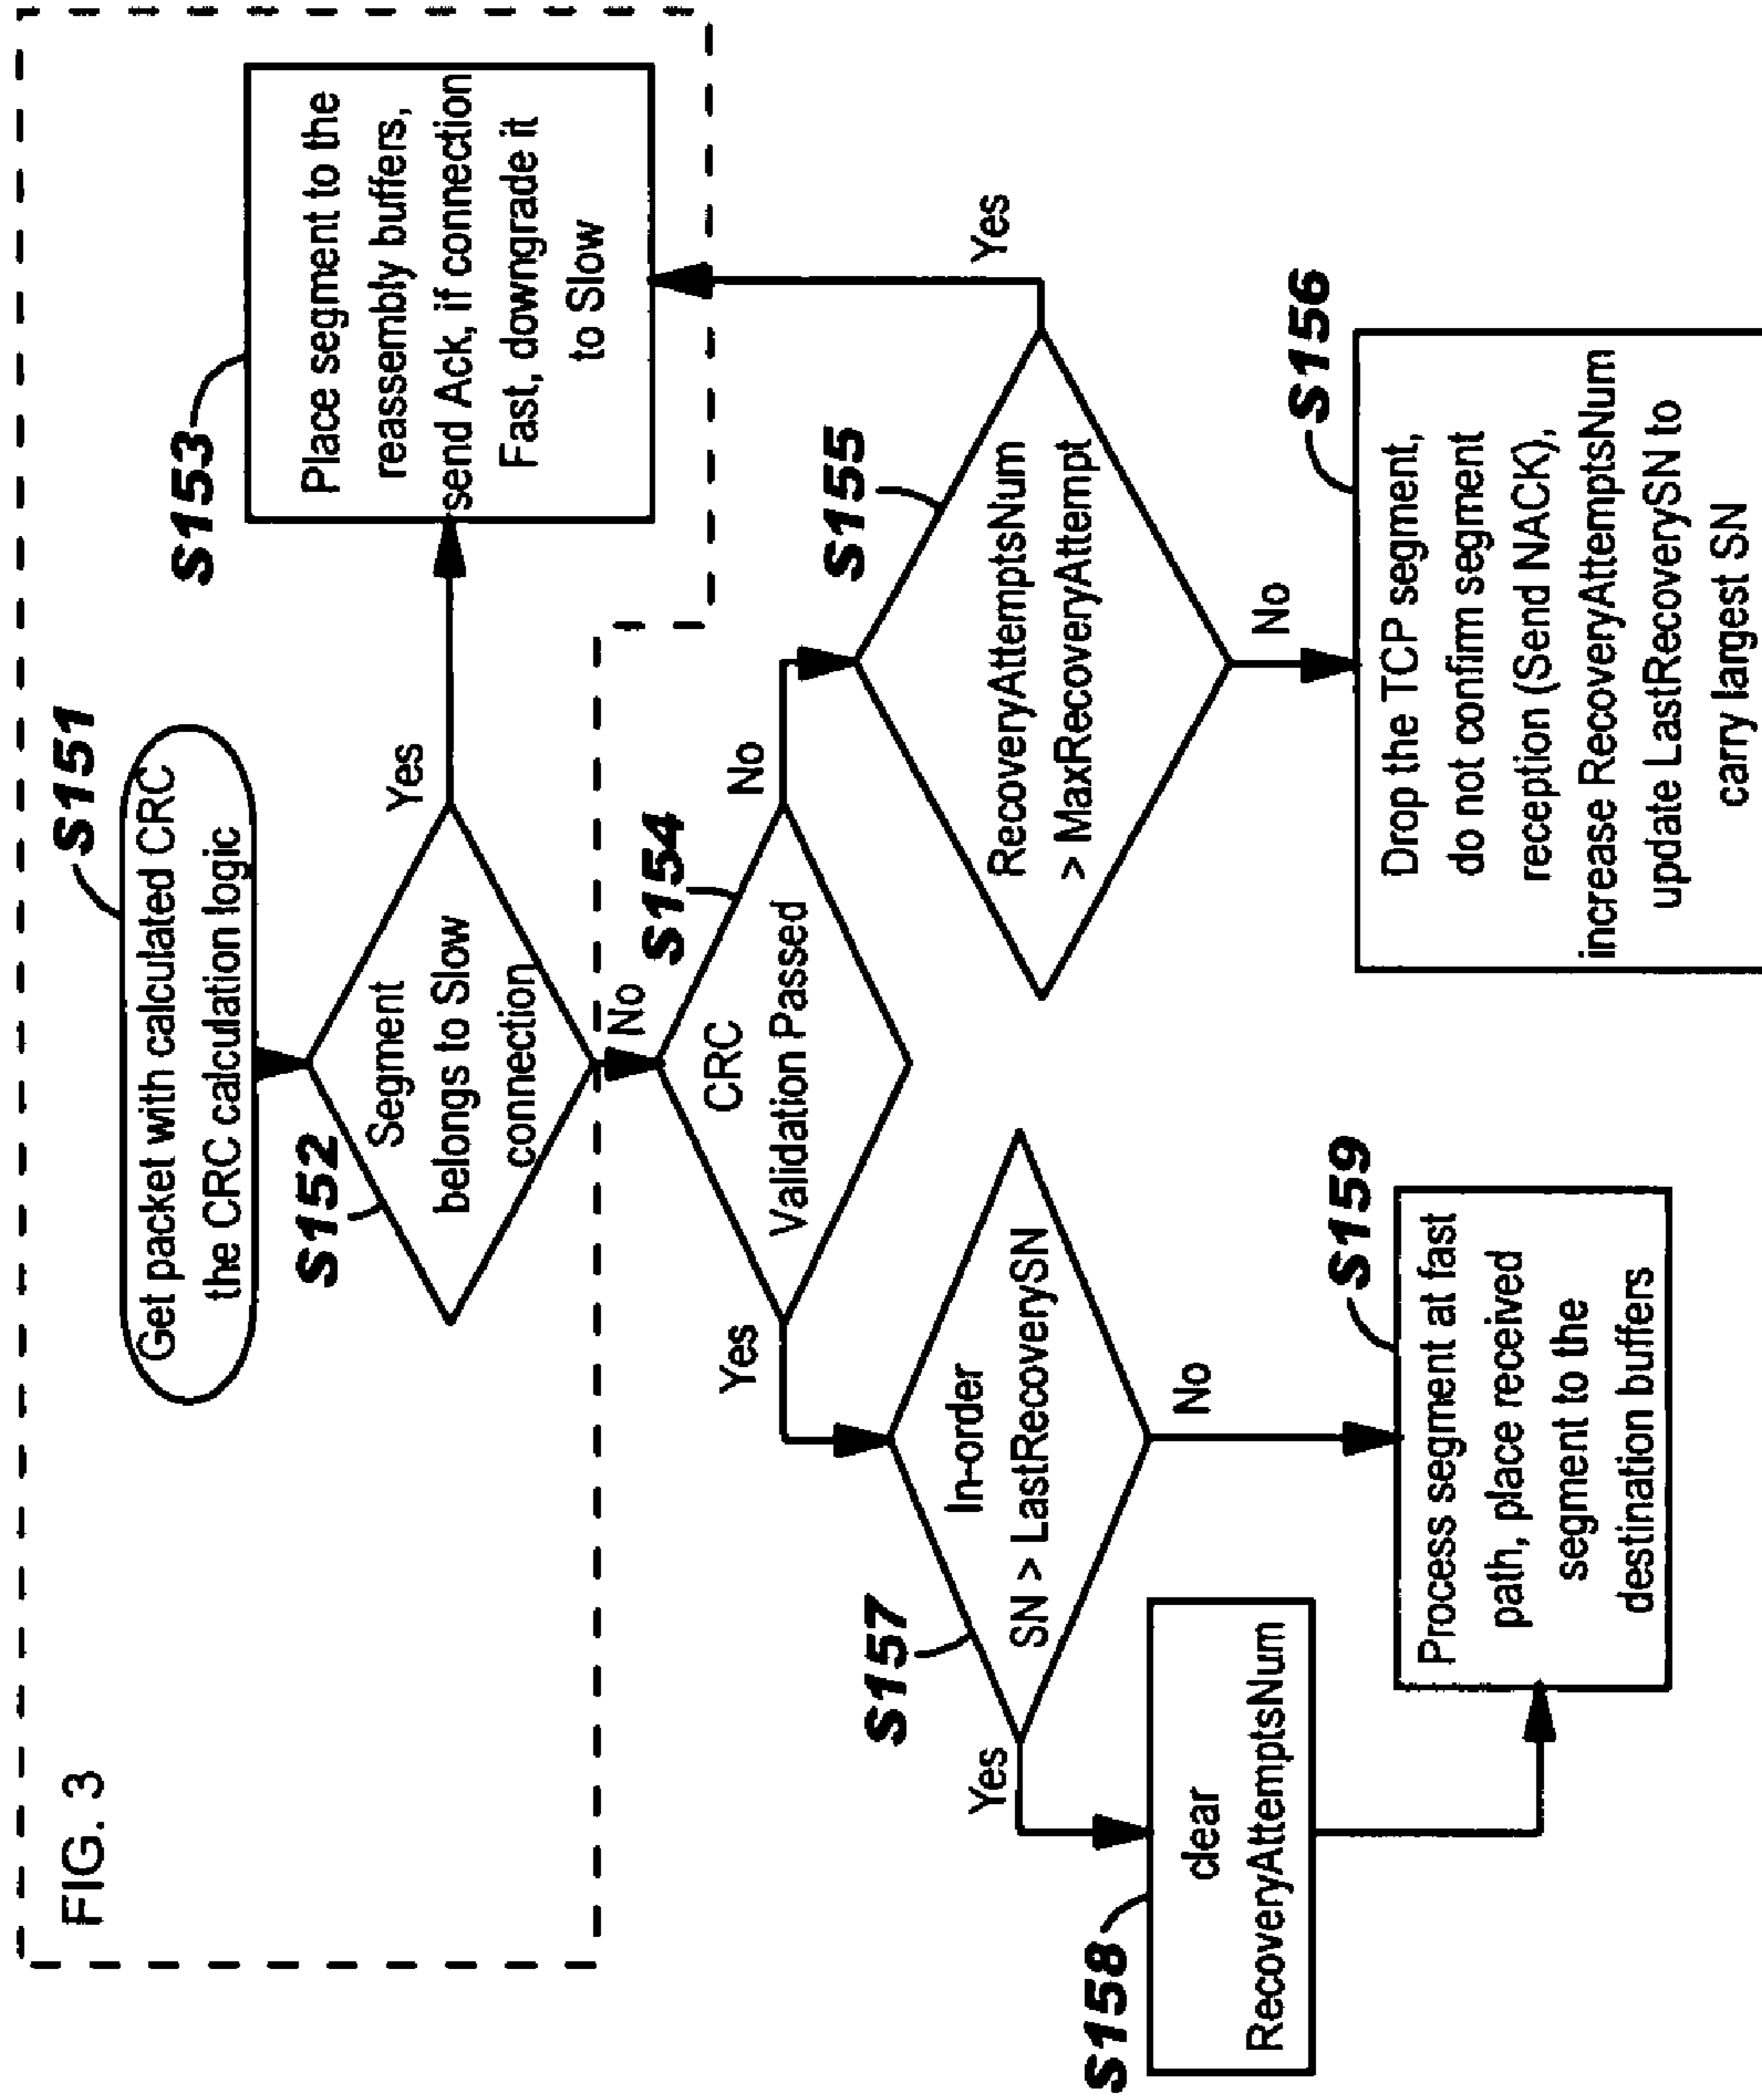 FIG. 3
S151
Get packet with calculated CRC
the CRC calculation logic
S152
Segment
belongs to Slow
connection
Yes
No
S153
Place segment to the
reassembly buffers,
send Ack, if connection
Fast, downgrade it
to Slow
S154
CRC
Validation Passed
Yes
No
S155
RecoveryAttemptsNum
> MaxRecoveryAttempt
Yes
No
S156
Drop the TCP segment,
do not confirm segment
reception (Send NACK),
increase RecoveryAttemptsNum
update LastRecoverySN to
carry largest SN
S157
In-order
SN > LastRecoverySN
Yes
No
S158
clear
RecoveryAttemptsNum
S159
Process segment at fast
path, place received
segment to the
destination buffers